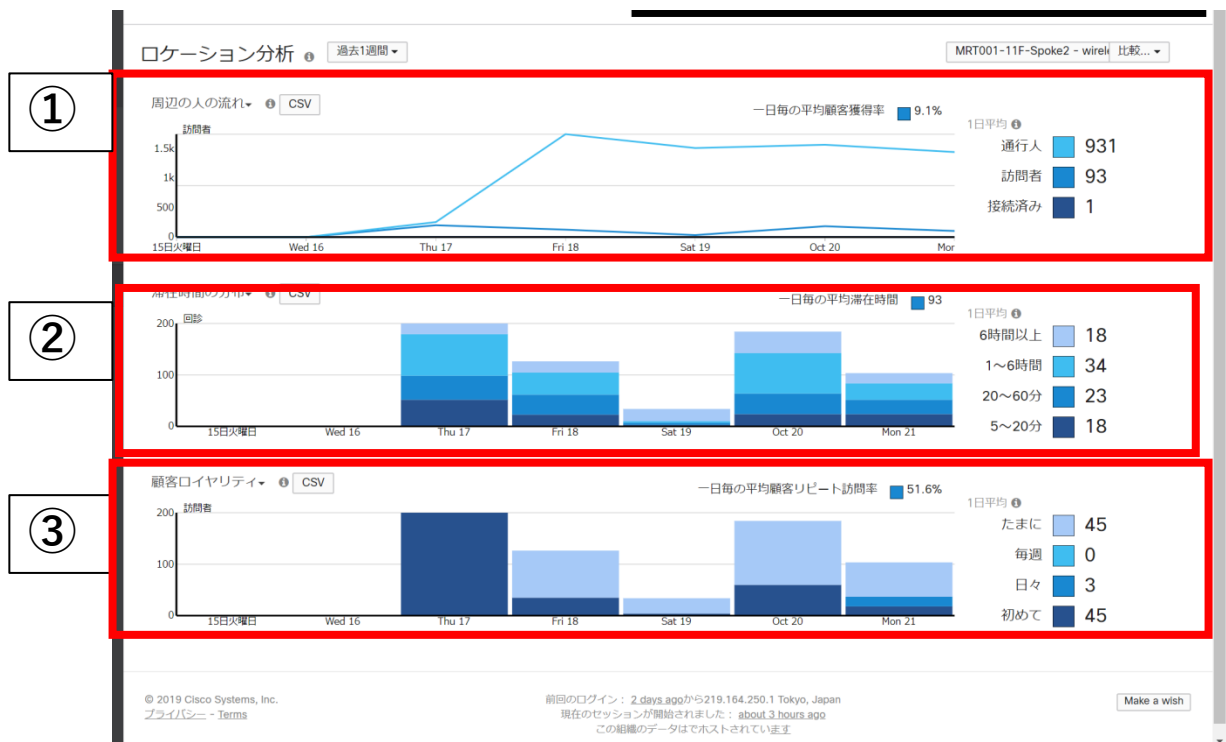 ロケーション分析 過去1週間 MRT001-11F-Spoke2 - wirele 比較...
①
周辺の人の流れ CSV
一日毎の平均顧客獲得率 9.1%
訪問者
1.5k
1k
500
0
15日火曜日 Wed 16 Thu 17 Fri 18 Sat 19 Oct 20 Mor
1日平均
通行人 931
訪問者 93
接続済み 1
②
滞在時間の分布 CSV
一日毎の平均滞在時間 93
回診
200
100
0
15日火曜日 Wed 16 Thu 17 Fri 18 Sat 19 Oct 20 Mon 21
1日平均
6時間以上 18
1～6時間 34
20～60分 23
5～20分 18
③
顧客ロイヤリティ CSV
一日毎の平均顧客リピート訪問率 51.6%
訪問者
200
100
0
15日火曜日 Wed 16 Thu 17 Fri 18 Sat 19 Oct 20 Mon 21
1日平均
たまに 45
毎週 0
日々 3
初めて 45
© 2019 Cisco Systems, Inc.
プライバシー - Terms
前回のログイン： 2 days agoから219.164.250.1 Tokyo, Japan
現在のセッションが開始されました： about 3 hours ago
この組織のデータはでホストされています
Make a wish